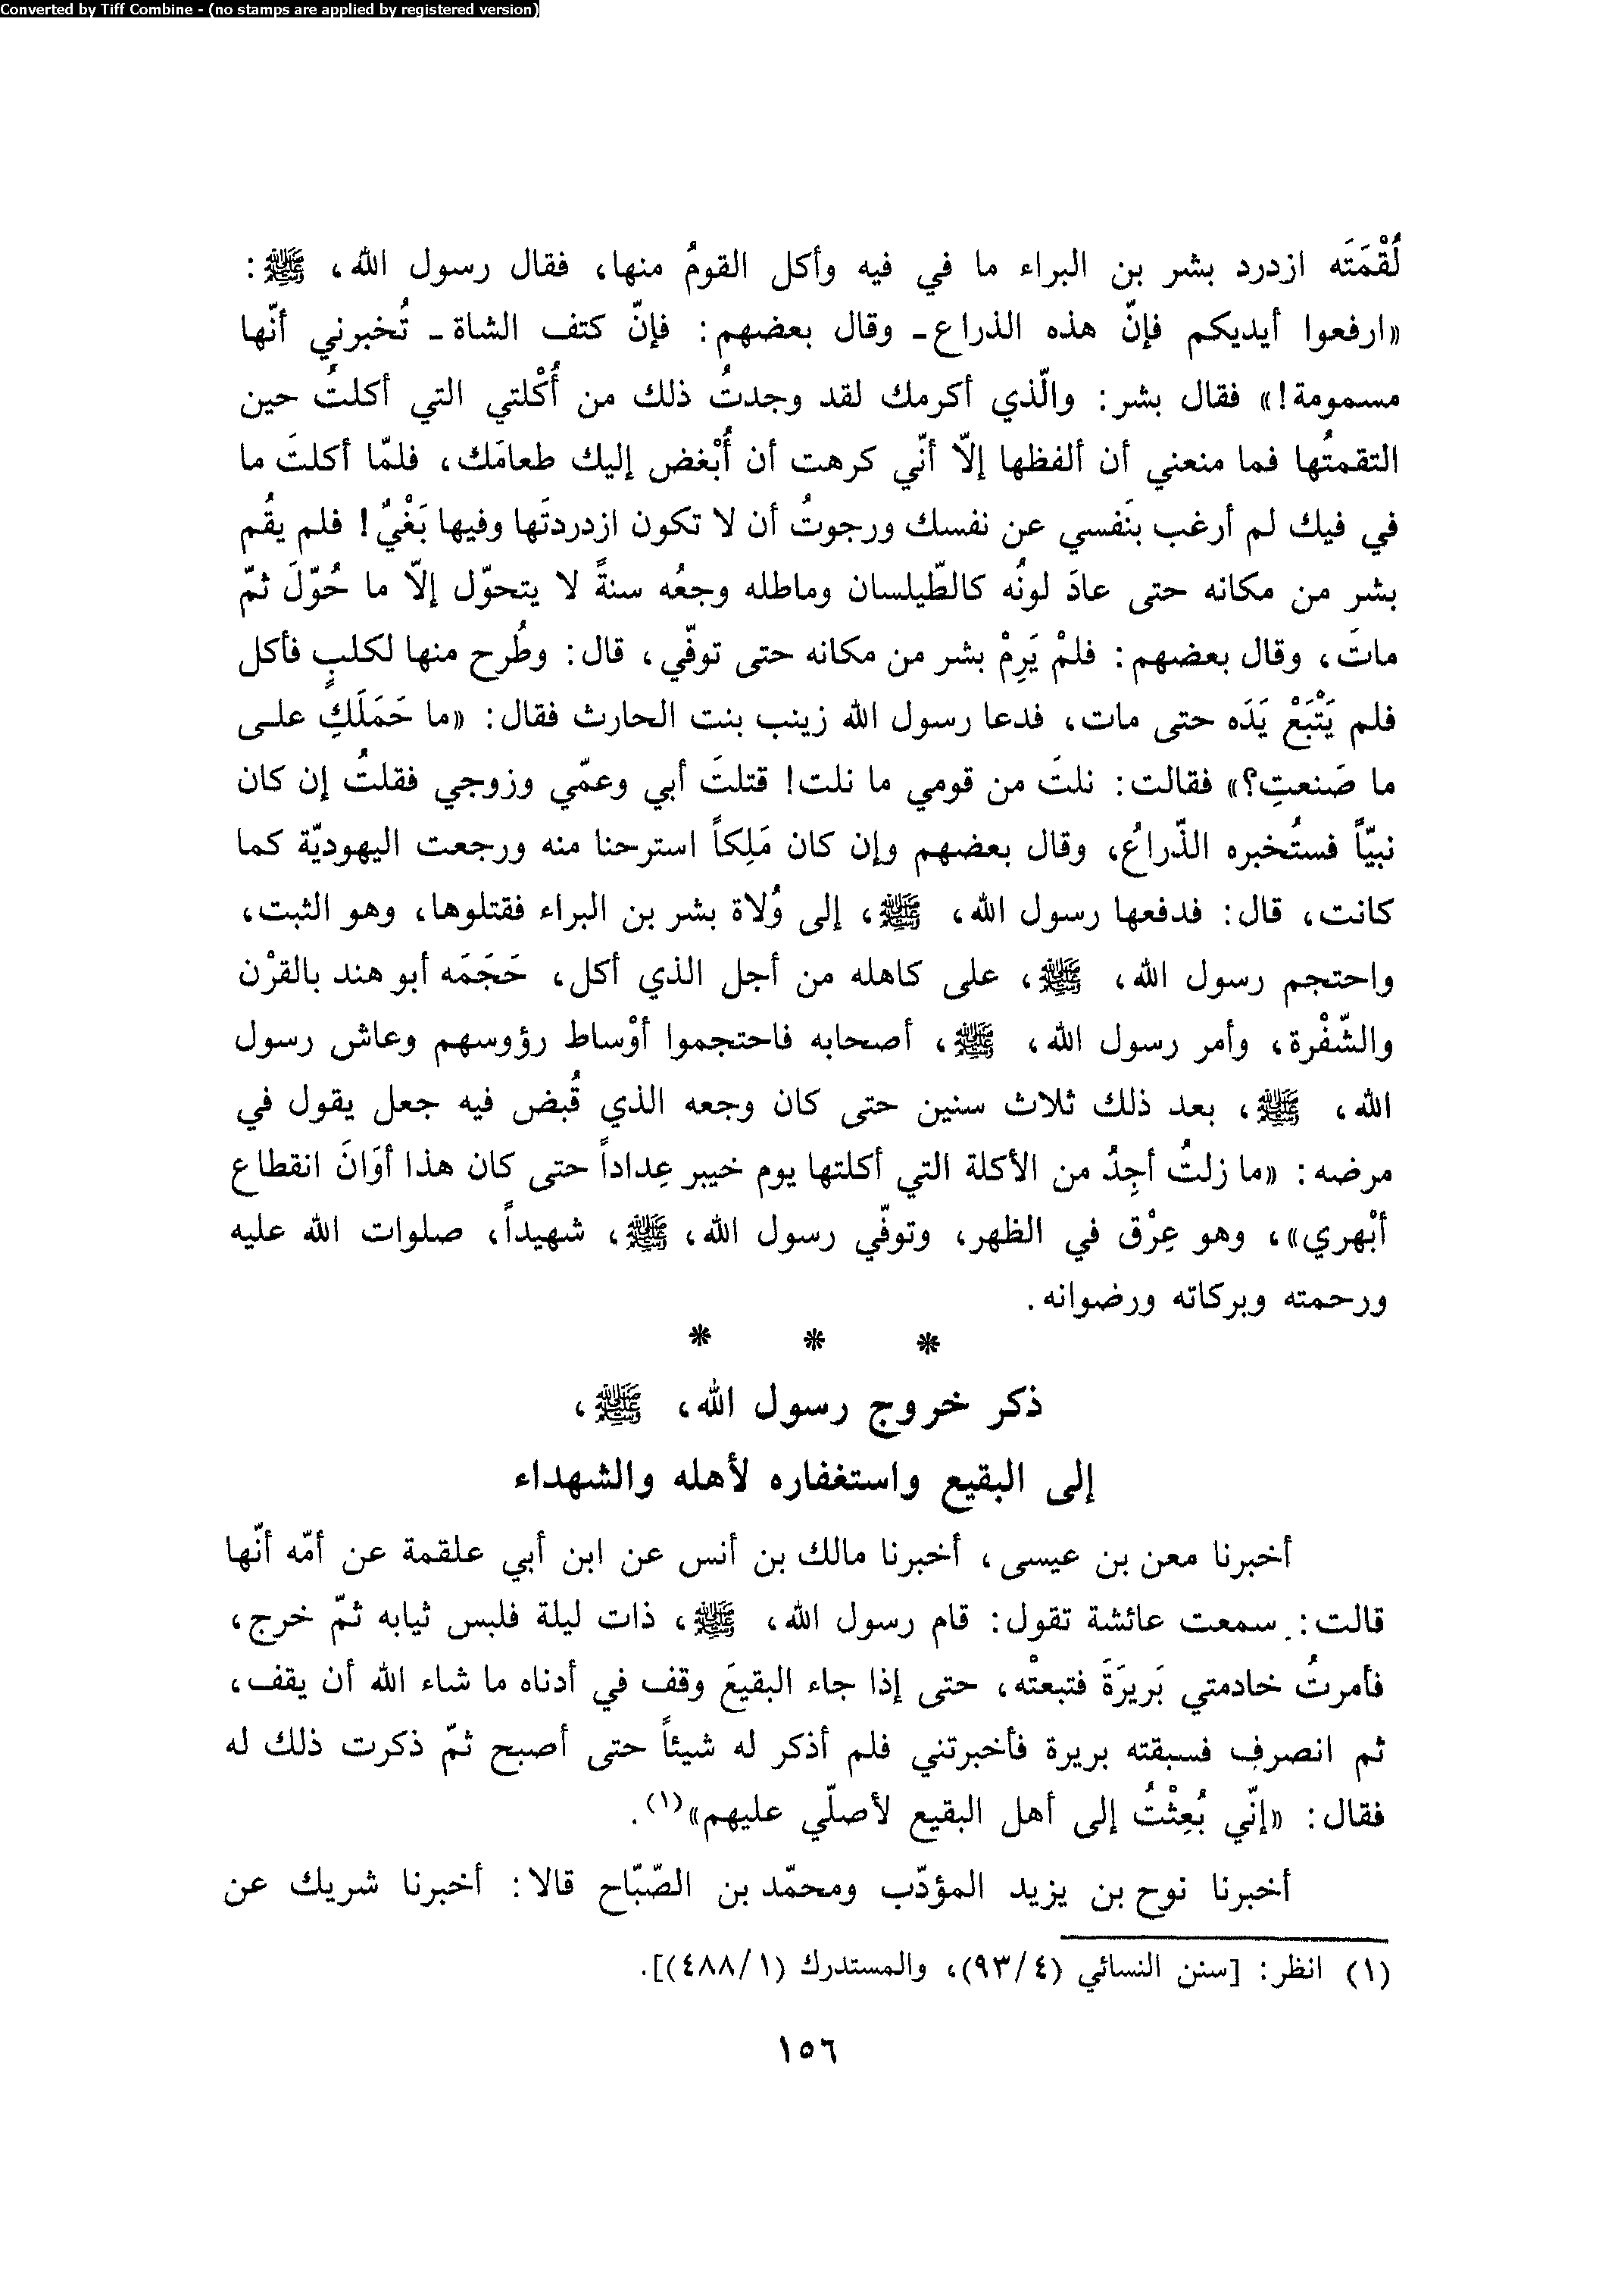 Converted by Tiff Combine - (no stamps are applied by registered version)
لُقْمَتَه ازدرد بشر بن البراء ما في فيه وأكل القومُ منها، فقال رسول الله، ﷺ:
«ارفعوا أيديكم فإنّ هذه الذراع ـ وقال بعضهم: فإنّ كتف الشاة ـ تُخبرني أنّها
مسمومة!» فقال بشر: والّذي أكرمك لقد وجدتُ ذلك من أُكْلتي التي أكلتُ حين
التقمتُها فما منعني أن ألفظها إلاّ أنّي كرهت أن أُبْغض إليك طعامَك، فلمّا أكلتَ ما
في فيك لم أرغب بنَفسي عن نفسك ورجوتُ أن لا تكون ازدردتَها وفيها بَغْيٌ! فلم يقُم
بشر من مكانه حتى عادَ لونُه كالطّيلسان وماطله وجعُه سنةً لا يتحوّل إلاّ ما حُوّلَ ثمّ
ماتَ، وقال بعضهم: فلمْ يَرِمْ بشر من مكانه حتى توفّي، قال: وطُرح منها لكلبٍ فأكل
فلم يَتْبَعْ يَدَه حتى مات، فدعا رسول الله زينب بنت الحارث فقال: «ما حَمَلَكِ على
ما صَنعتِ؟» فقالت: نلتَ من قومي ما نلت! قتلتَ أبي وعمّي وزوجي فقلتُ إن كان
نبيّاً فستُخبره الذّراعُ، وقال بعضهم وإن كان مَلِكاً استرحنا منه ورجعت اليهوديّة كما
كانت، قال: فدفعها رسول الله، ﷺ، إلى وُلاة بشر بن البراء فقتلوها، وهو الثبت،
واحتجم رسول الله، ﷺ، على كاهله من أجل الذي أكل، حَجَمَه أبو هند بالقرْن
والشّفْرة، وأمر رسول الله، ﷺ، أصحابه فاحتجموا أوْساط رؤوسهم وعاش رسول
الله، ﷺ، بعد ذلك ثلاث سنين حتى كان وجعه الذي قُبض فيه جعل يقول في
مرضه: «ما زلتُ أجِدُ من الأكلة التي أكلتها يوم خيبر عِداداً حتى كان هذا أوَانَ انقطاع
أبْهري»، وهو عِرْق في الظهر، وتوفّي رسول الله، ﷺ، شهيداً، صلوات الله عليه
ورحمته وبركاته ورضوانه.
* * *
ذكر خروج رسول الله، ﷺ،
إلى البقيع واستغفاره لأهله والشهداء
أخبرنا معن بن عيسى، أخبرنا مالك بن أنس عن ابن أبي علقمة عن أمّه أنّها
قالت: سمعت عائشة تقول: قام رسول الله، ﷺ، ذات ليلة فلبس ثيابه ثمّ خرج،
فأمرتُ خادمتي بَريرَةَ فتبعتْه، حتى إذا جاء البقيعَ وقف في أدناه ما شاء الله أن يقف،
ثم انصرف فسبقته بريرة فأخبرتني فلم أذكر له شيئاً حتى أصبح ثمّ ذكرت ذلك له
فقال: «إنّي بُعِثْتُ إلى أهل البقيع لأصلّي عليهم»(١).
أخبرنا نوح بن يزيد المؤدّب ومحمّد بن الصّبّاح قالا: أخبرنا شريك عن
(١) انظر: [سنن النسائي (٤/٩٣)، والمستدرك (١/٤٨٨)].
١٥٦